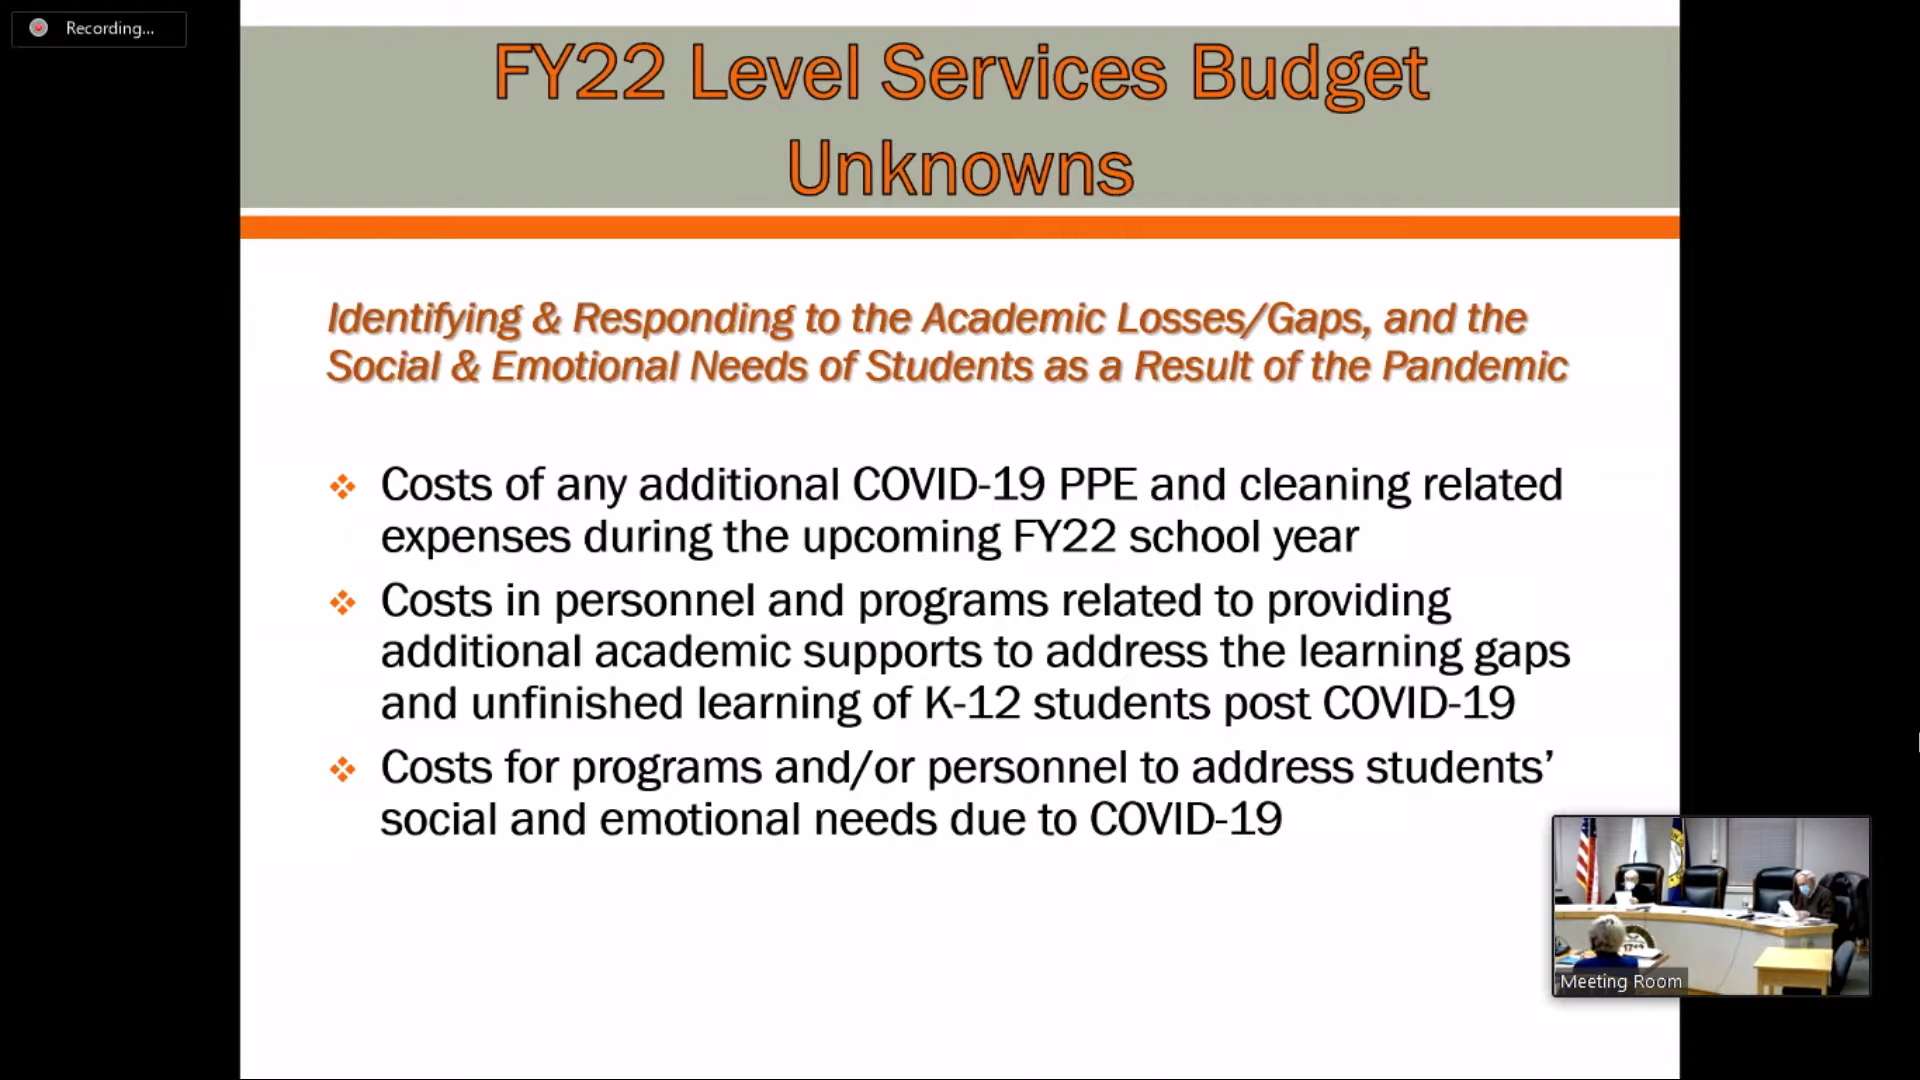 Recording...
FY22 Level Services Budget
Unknowns
Identifying & Responding to the Academic Losses/Gaps, and the
Social & Emotional Needs of Students as a Result of the Pandemic
Costs of any additional COVID-19 PPE and cleaning related
expenses during the upcoming FY22 school year
Costs in personnel and programs related to providing
additional academic supports to address the learning gaps
and unfinished learning of K-12 students post COVID-19
Costs for programs and/or personnel to address students’
social and emotional needs due to COVID-19
Meeting Room